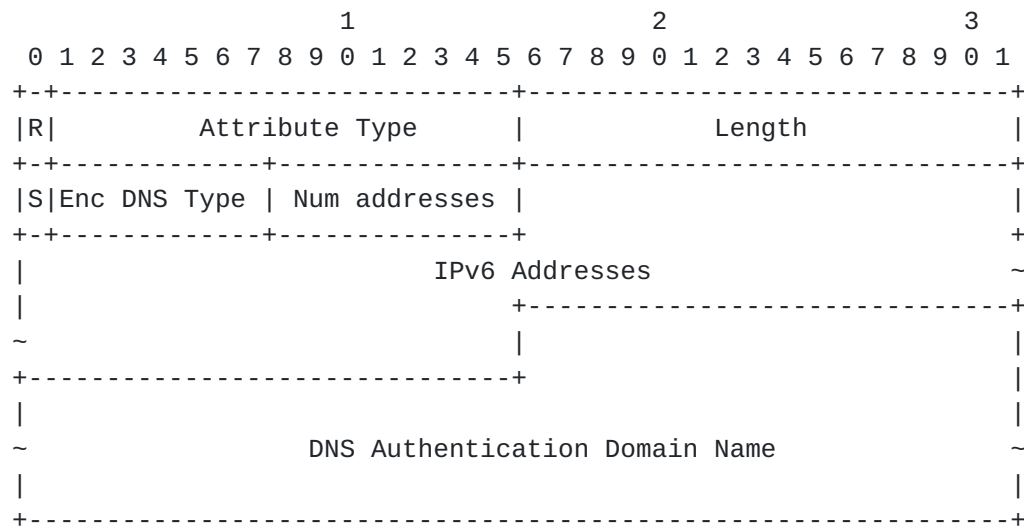 1                   2                   3
 0 1 2 3 4 5 6 7 8 9 0 1 2 3 4 5 6 7 8 9 0 1 2 3 4 5 6 7 8 9 0 1
+-+-----------------------------+-------------------------------+
|R|         Attribute Type      |            Length             |
+-+-------------+---------------+-------------------------------+
|S|Enc DNS Type | Num addresses |                               |
+-+-------------+---------------+                               +
|                          IPv6 Addresses                       ~
|                               +-------------------------------+
~                               |                               |
+-------------------------------+                               |
|                                                               |
~                  DNS Authentication Domain Name               ~
|                                                               |
+---------------------------------------------------------------+